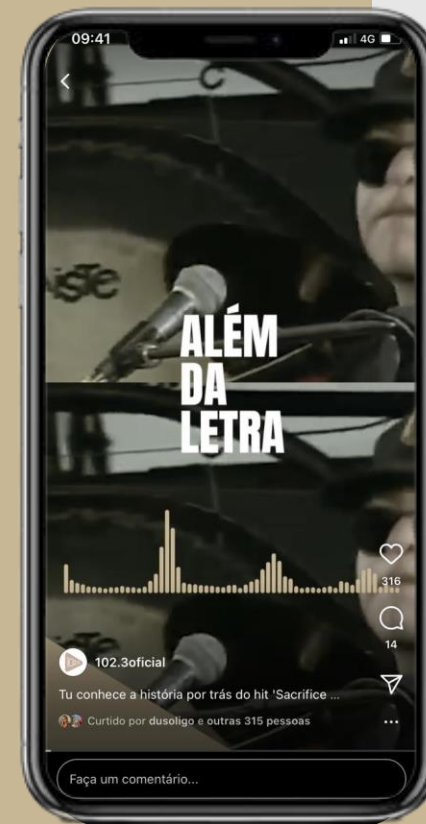 09:41
4G
ALÉM
DA
LETRA
316
14
102.3oficial
Tu conhece a história por trás do hit 'Sacrifice ...
Curtido por dusoligo e outras 315 pessoas
Faça um comentário...